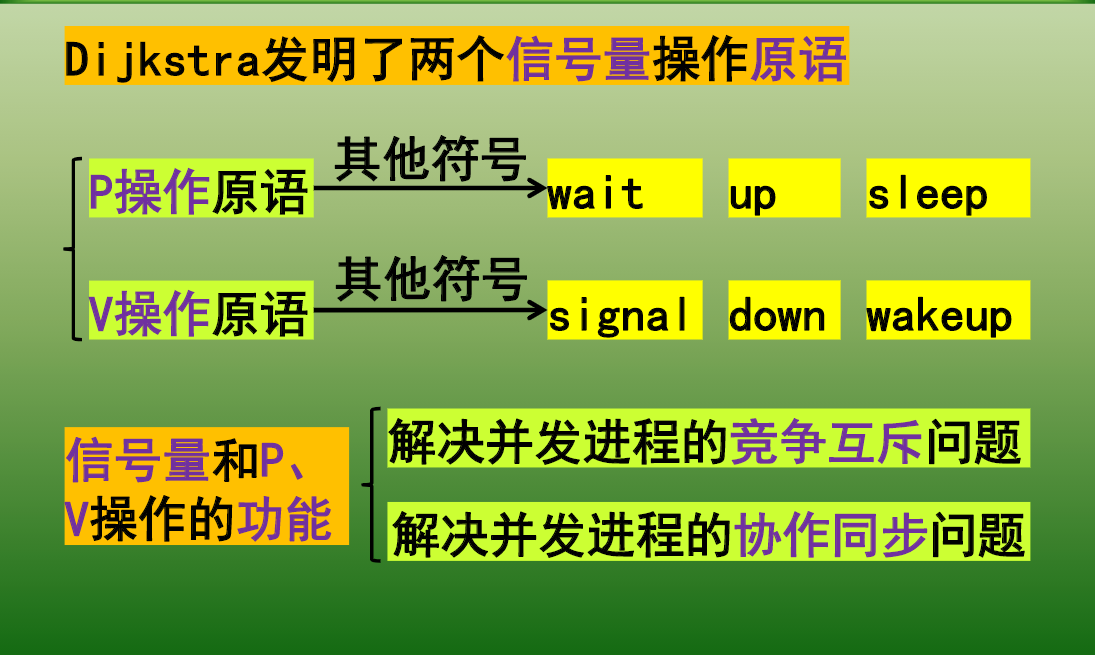 Dijkstra发明了两个信号量操作原语
其他符号
P操作原语
wait
up
sleep
其他符号
V操作原语
signal
down
wakeup
信号量和P、
V操作的功能
解决并发进程的竞争互斥问题
解决并发进程的协作同步问题